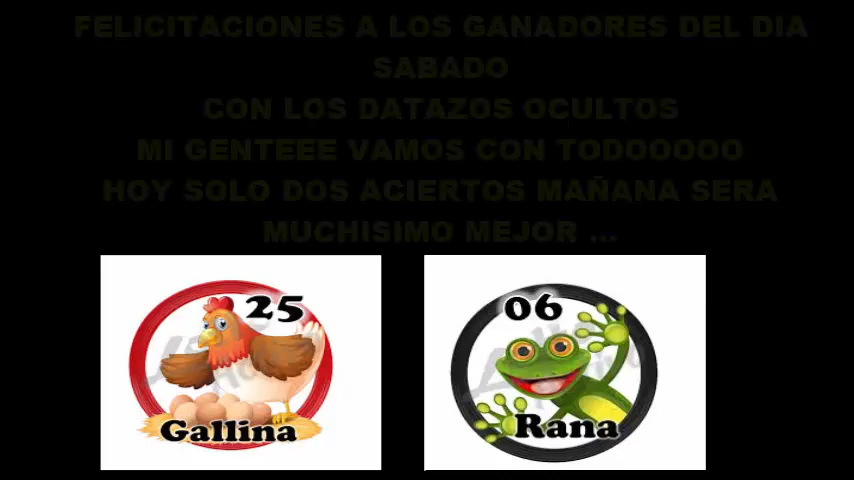 FELICITACIONES A LOS GANADORES DEL DIA
SABADO
CON LOS DATAZOS OCULTOS
MI GENTEEE VAMOS CON TODOOOOO
HOY SOLO DOS ACIERTOS MAÑANA SERA
MUCHISIMO MEJOR ...
25
Gallina
06
Rana